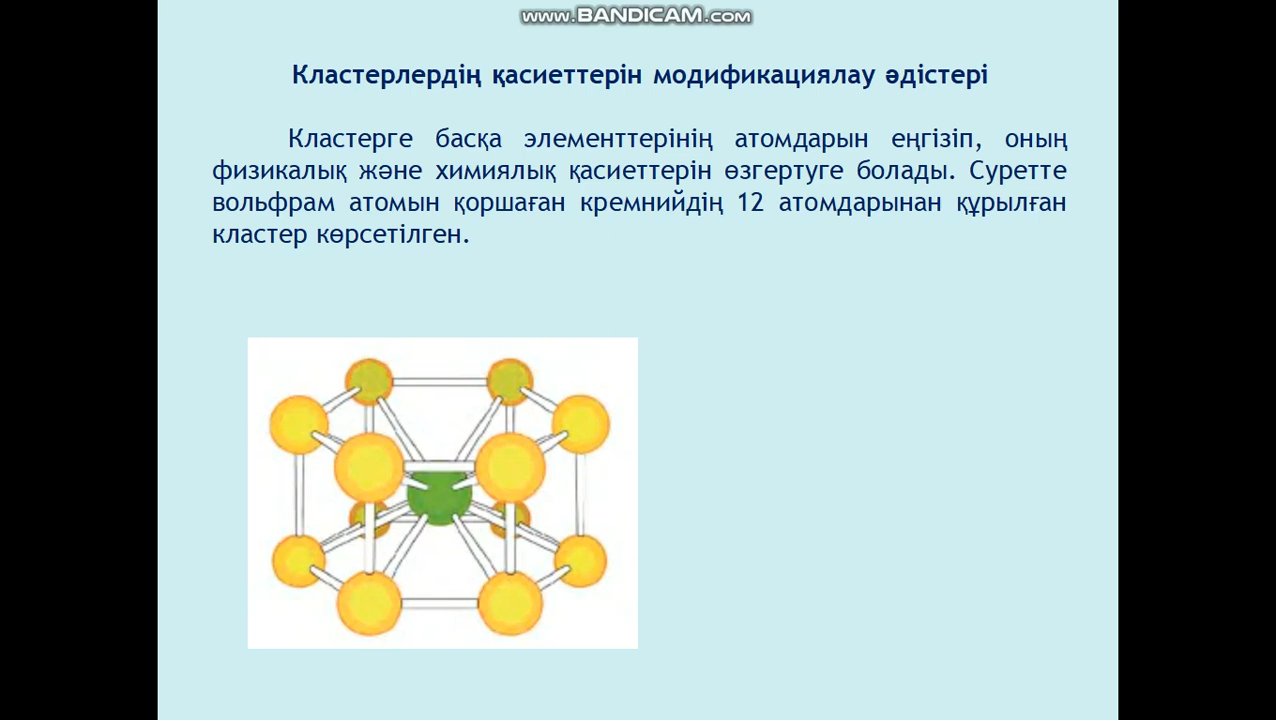 www.BANDICAM.com
Кластерлердің қасиеттерін модификациялау әдістері
Кластерге басқа элементтерінің атомдарын еңгізіп, оның
физикалық және химиялық қасиеттерін өзгертуге болады. Суретте
вольфрам атомын қоршаған кремнийдің 12 атомдарынан құрылған
кластер көрсетілген.